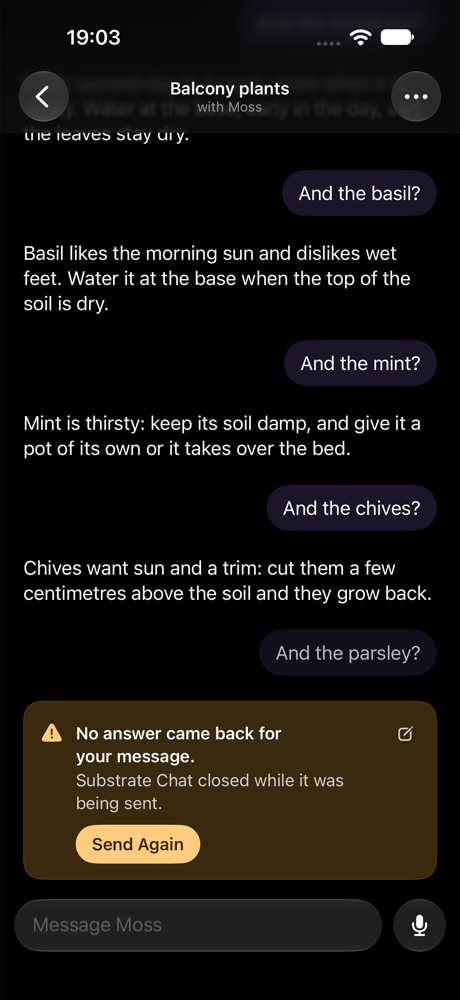 19:03
Balcony plants
with Moss
the leaves stay dry.
And the basil?
Basil likes the morning sun and dislikes wet
feet. Water it at the base when the top of the
soil is dry.
And the mint?
Mint is thirsty: keep its soil damp, and give it a
pot of its own or it takes over the bed.
And the chives?
Chives want sun and a trim: cut them a few
centimetres above the soil and they grow back.
And the parsley?
No answer came back for
your message.
Substrate Chat closed while it was
being sent.
Send Again
Message Moss